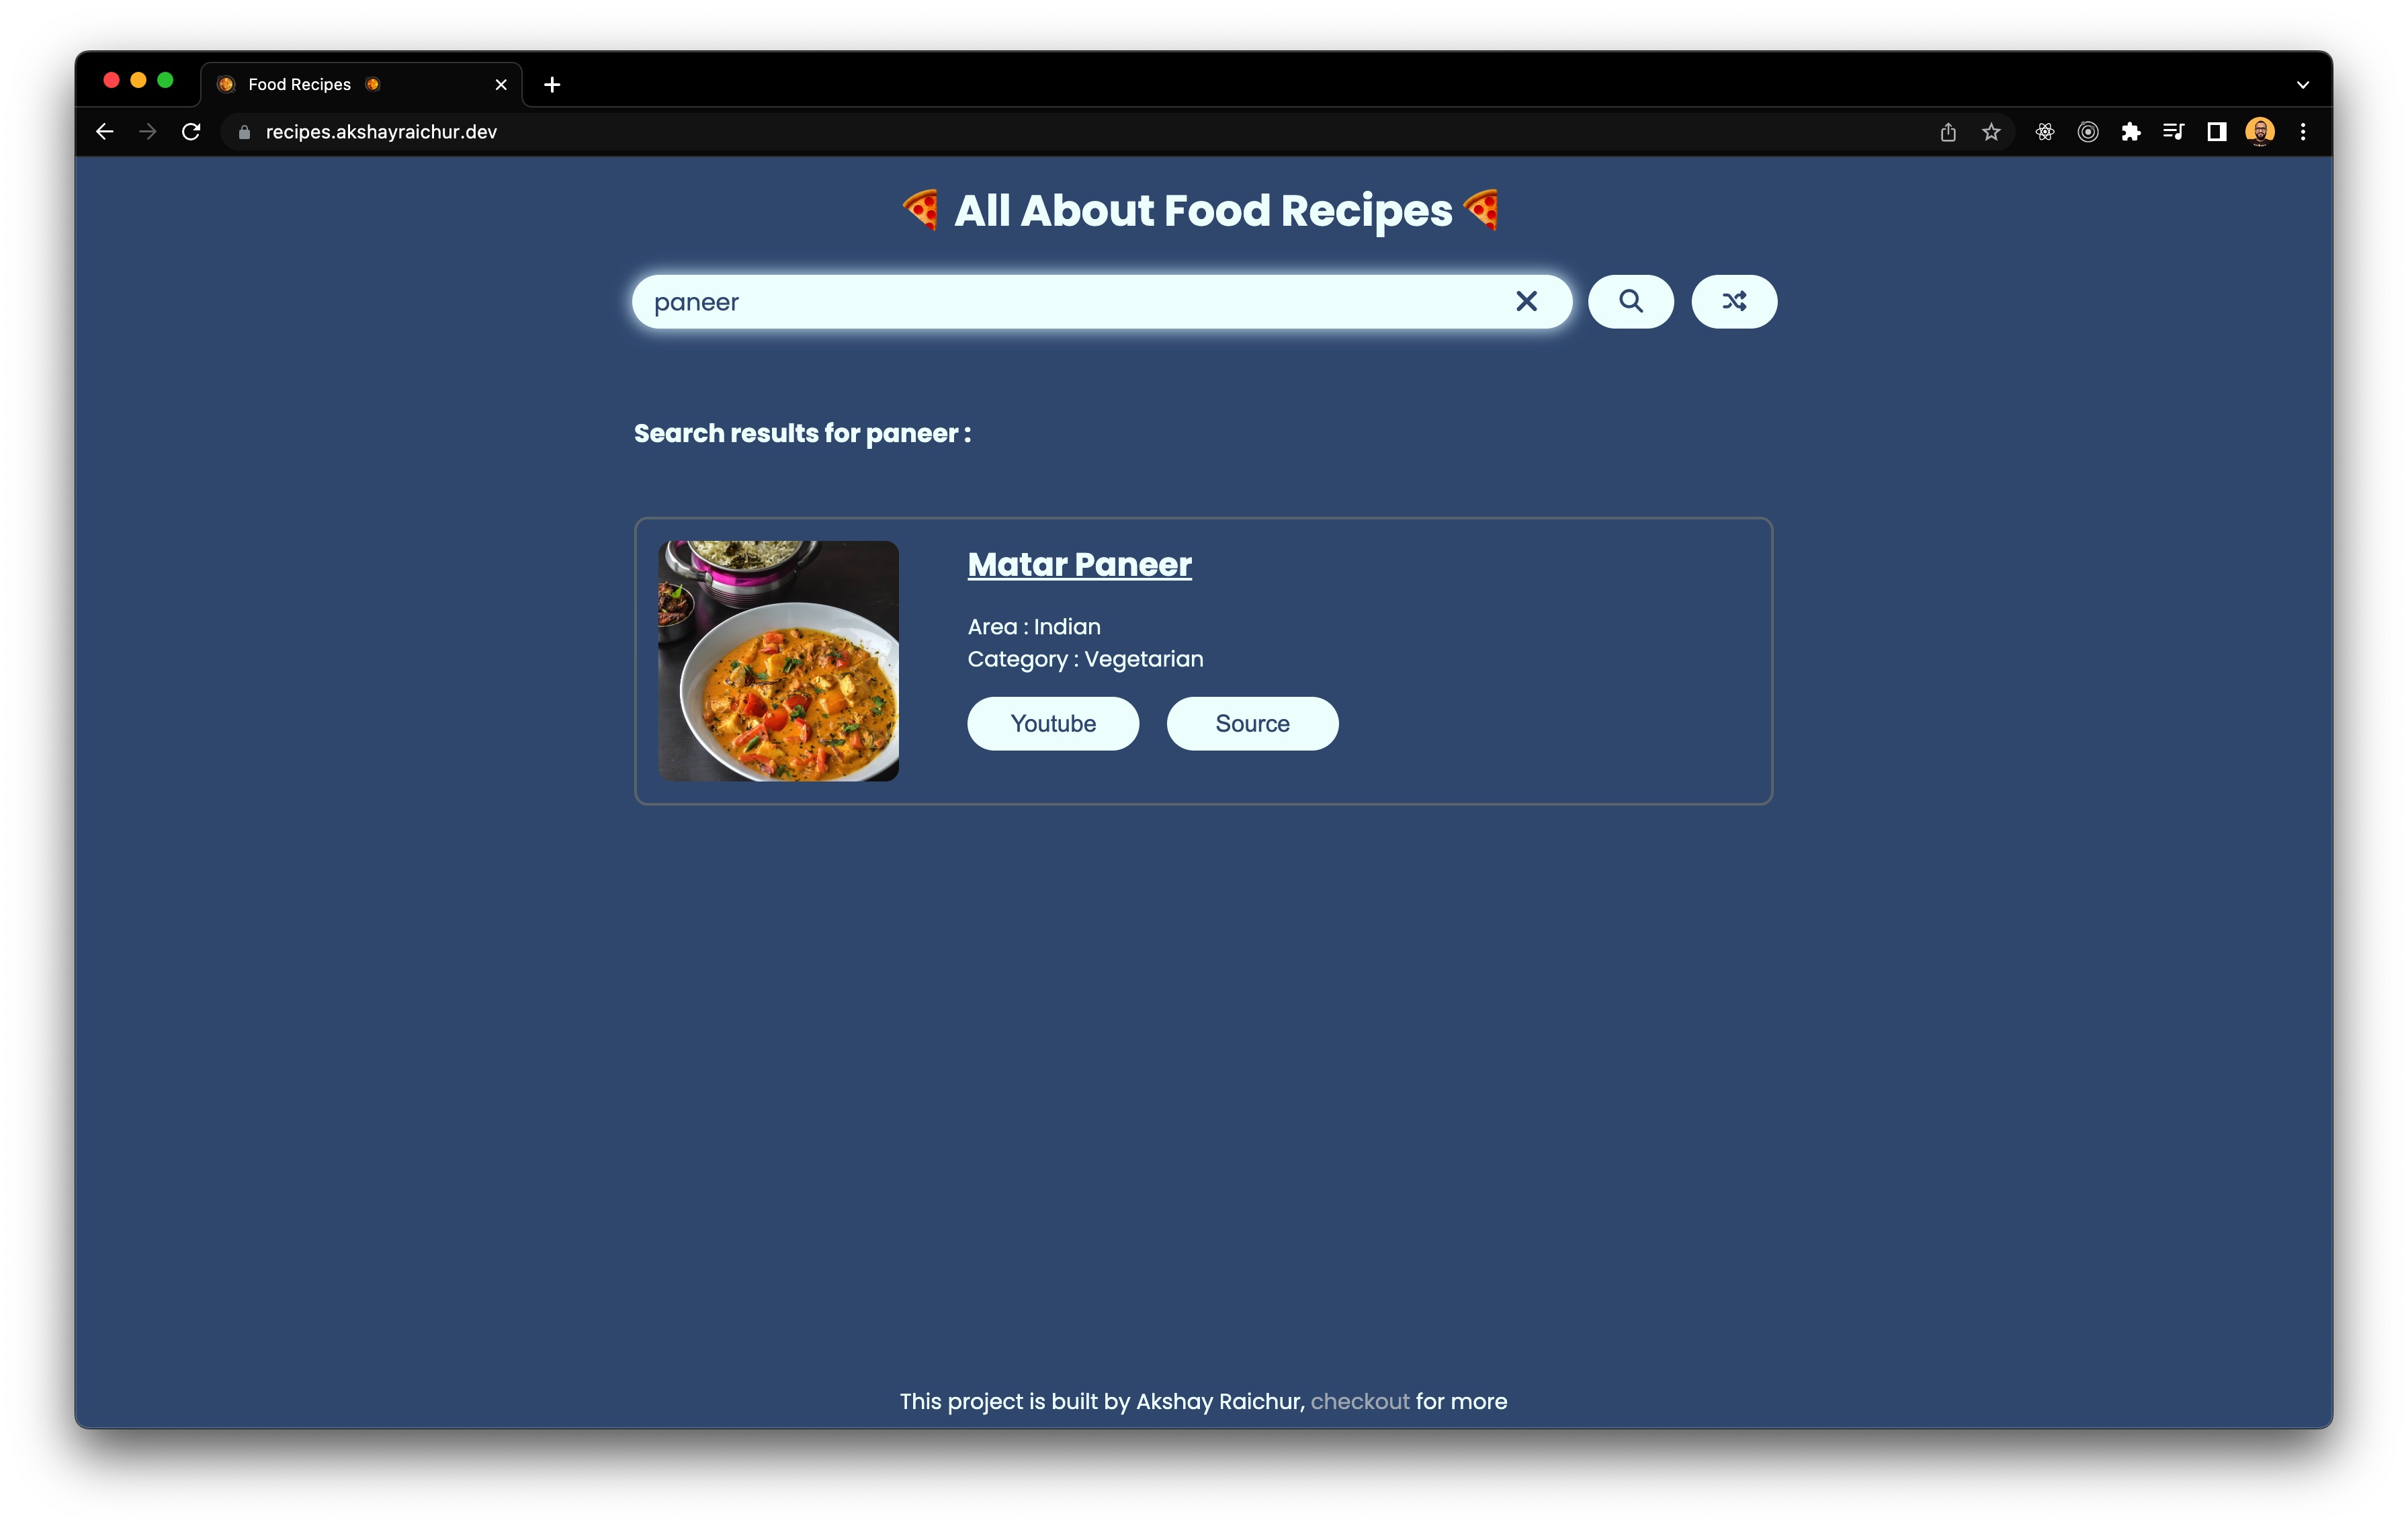 Food Recipes
recipes.akshayraichur.dev
All About Food Recipes
paneer
Search results for paneer :
Matar Paneer
Area : Indian
Category : Vegetarian
Youtube Source
This project is built by Akshay Raichur, checkout for more